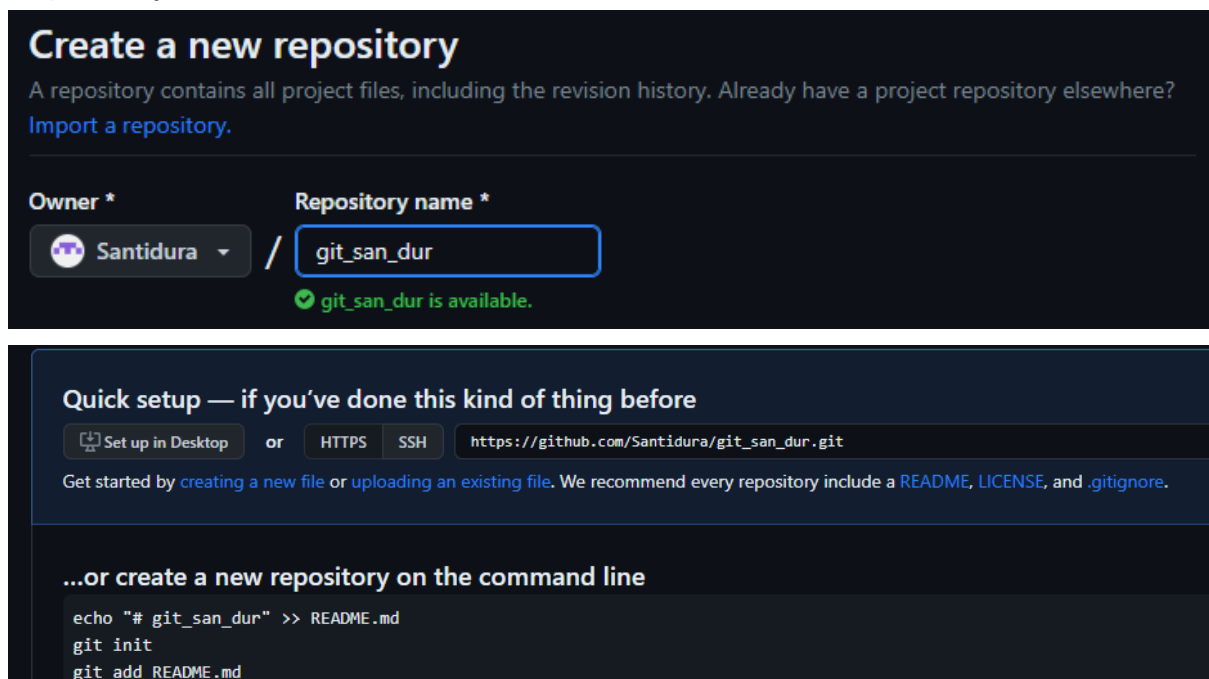 Create a new repository
A repository contains all project files, including the revision history. Already have a project repository elsewhere?
Import a repository.
Owner * Repository name *
Santidura / git_san_dur
git_san_dur is available.
Quick setup — if you’ve done this kind of thing before
Set up in Desktop or HTTPS SSH https://github.com/Santidura/git_san_dur.git
Get started by creating a new file or uploading an existing file. We recommend every repository include a README, LICENSE, and .gitignore.
...or create a new repository on the command line
echo "# git_san_dur" >> README.md
git init
git add README.md